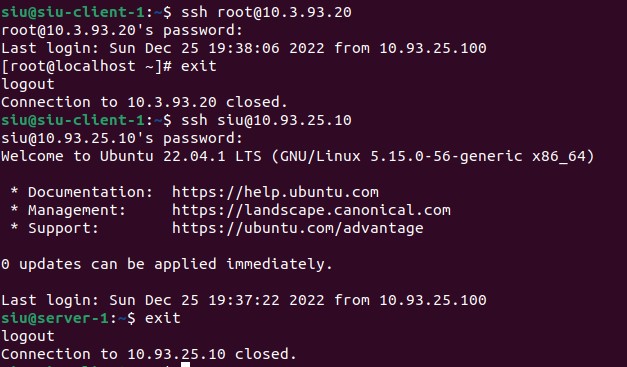 siu@siu-client-1:~$ ssh root@10.3.93.20
root@10.3.93.20's password:
Last login: Sun Dec 25 19:38:06 2022 from 10.93.25.100
[root@localhost ~]# exit
logout
Connection to 10.3.93.20 closed.
siu@siu-client-1:~$ ssh siu@10.93.25.10
siu@10.93.25.10's password:
Welcome to Ubuntu 22.04.1 LTS (GNU/Linux 5.15.0-56-generic x86_64)
* Documentation:  https://help.ubuntu.com
* Management:     https://landscape.canonical.com
* Support:        https://ubuntu.com/advantage
0 updates can be applied immediately.
Last login: Sun Dec 25 19:37:22 2022 from 10.93.25.100
siu@server-1:~$ exit
logout
Connection to 10.93.25.10 closed.